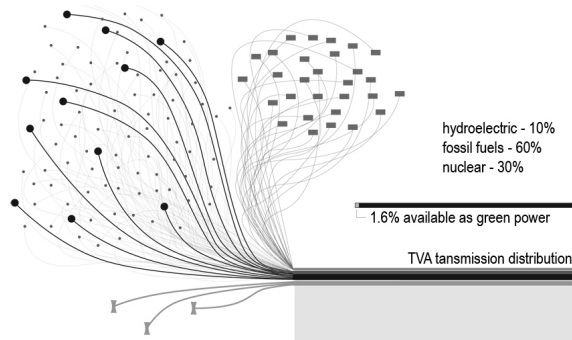 hydroelectric - 10%
fossil fuels - 60%
nuclear - 30%
1.6% available as green power
TVA tansmission distribution